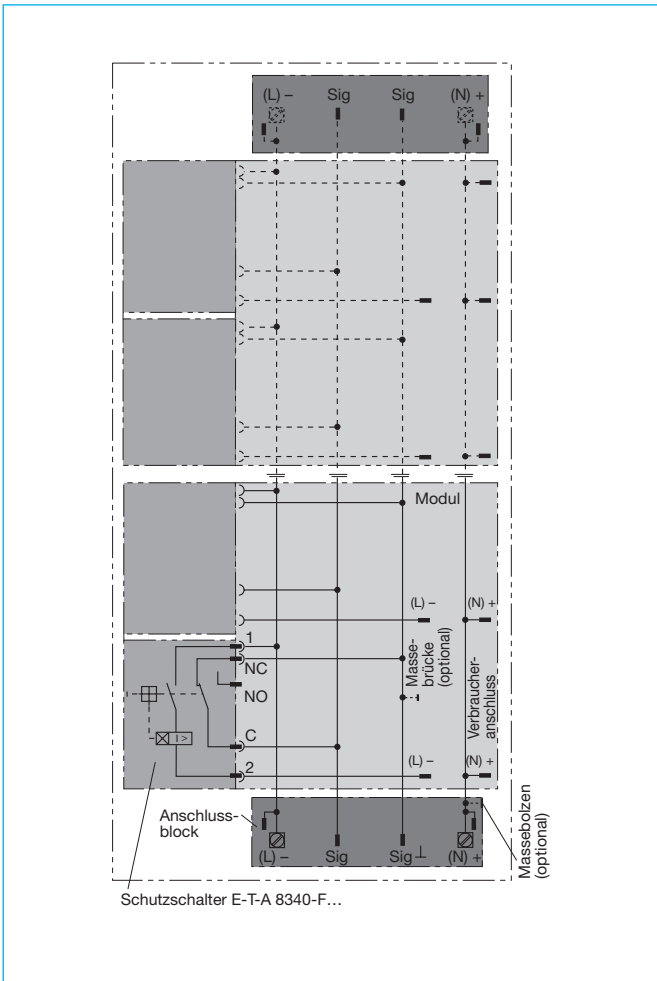 (L) − Sig Sig (N) +
Modul
(L) − (N) +
1
NC
NO
Masse-
brücke
(optional)
Verbraucher-
anschluss
I >
C
2 (L) − (N) +
Anschluss-
block
(L) − Sig Sig⊥ (N) +
Massebolzen
(optional)
Schutzschalter E-T-A 8340-F...